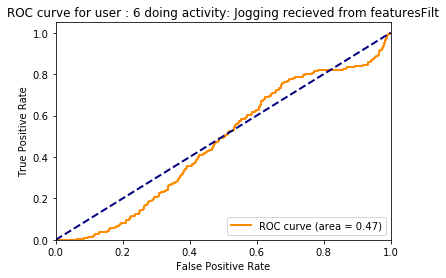 ROC curve for user : 6 doing activity: Jogging recieved from featuresFilt
True Positive Rate
1.0
0.8
0.6
0.4
0.2
0.0
ROC curve (area = 0.47)
0.0 0.2 0.4 0.6 0.8 1.0
False Positive Rate